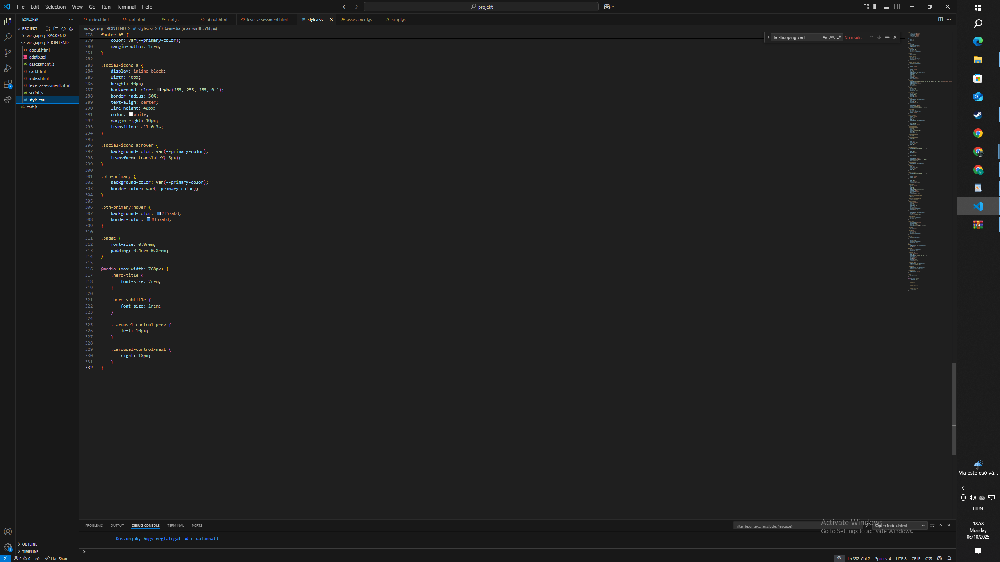 File Edit Selection View Go Run Terminal Help
projekt
EXPLORER
PROJEKT
vizsgaproj-BACKEND
vizsgaproj-FRONTEND
about.html
adatb.sql
assessment.js
cart.html
index.html
level-assessment.html
script.js
style.css
cart.js
OUTLINE
TIMELINE
index.html cart.html cart.js about.html level-assessment.html style.css assessment.js script.js
vizsgaproj-FRONTEND > # style.css > {} @media (max-width: 768px)
fa-shopping-cart Aa ab No results
278 footer h5 {
279 color: var(--primary-color);
280 margin-bottom: 1rem;
281 }
282
283 .social-icons a {
284 display: inline-block;
285 width: 40px;
286 height: 40px;
287 background-color: rgba(255, 255, 255, 0.1);
288 border-radius: 50%;
289 text-align: center;
290 line-height: 40px;
291 color: white;
292 margin-right: 10px;
293 transition: all 0.3s;
294 }
295
296 .social-icons a:hover {
297 background-color: var(--primary-color);
298 transform: translateY(-3px);
299 }
300
301 .btn-primary {
302 background-color: var(--primary-color);
303 border-color: var(--primary-color);
304 }
305
306 .btn-primary:hover {
307 background-color: #357abd;
308 border-color: #357abd;
309 }
310
311 .badge {
312 font-size: 0.8rem;
313 padding: 0.4rem 0.8rem;
314 }
315
316 @media (max-width: 768px) {
317 .hero-title {
318 font-size: 2rem;
319 }
320
321 .hero-subtitle {
322 font-size: 1rem;
323 }
324
325 .carousel-control-prev {
326 left: 10px;
327 }
328
329 .carousel-control-next {
330 right: 10px;
331 }
332 }
PROBLEMS OUTPUT DEBUG CONSOLE TERMINAL PORTS
Filter (e.g. text, !exclude, \escape)
Open index.html
Köszönjük, hogy meglátogattad oldalunkat!
Activate Windows
Go to Settings to activate Windows.
0 0 Live Share
Ln 332, Col 2 Spaces: 4 UTF-8 CRLF CSS
Ma este eső vá...
HUN
18:58
Monday
06/10/2025